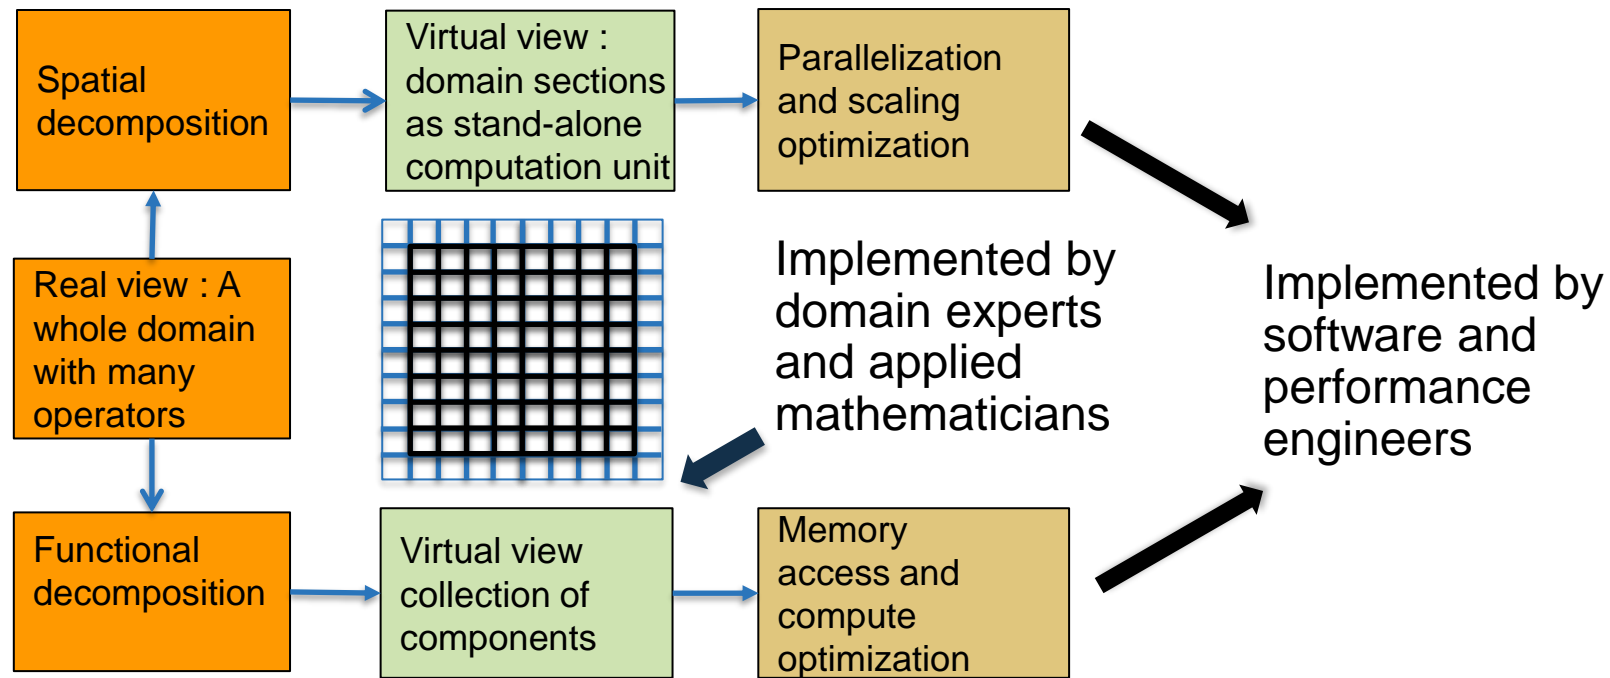 Spatial
decomposition
Virtual view :
domain sections
as stand-alone
computation unit
Parallelization
and scaling
optimization
Real view : A
whole domain
with many
operators
Implemented by
domain experts
and applied
mathematicians
Implemented by
software and
performance
engineers
Functional
decomposition
Virtual view
collection of
components
Memory
access and
compute
optimization